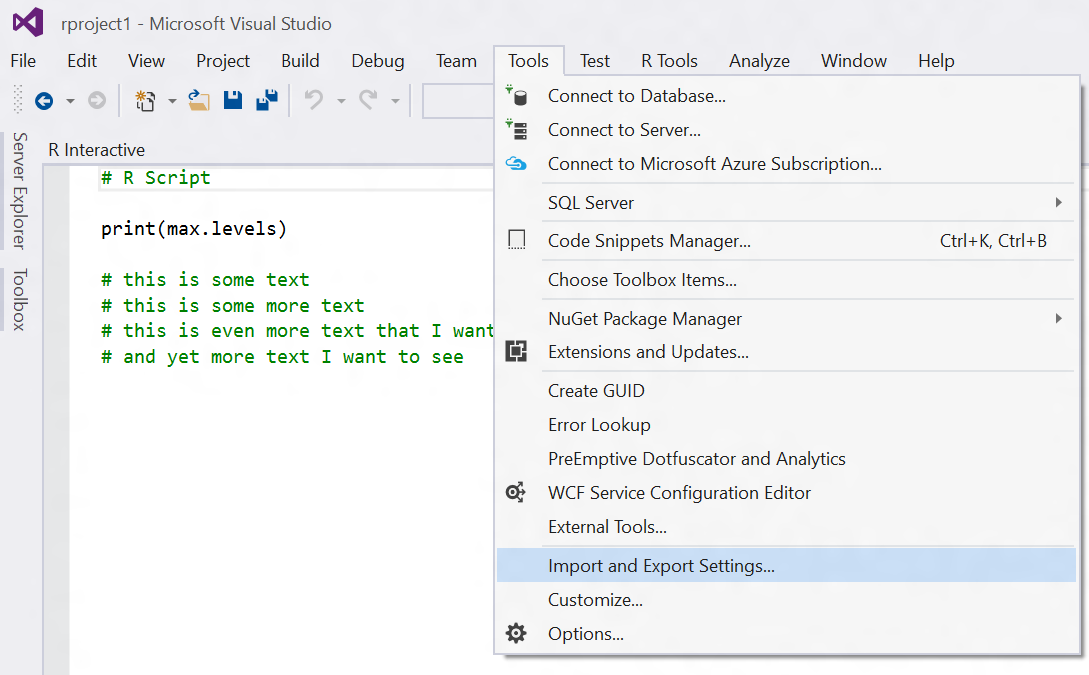 rproject1 - Microsoft Visual Studio
File Edit View Project Build Debug Team Tools Test R Tools Analyze Window Help
Server Explorer
Toolbox
R Interactive
# R Script
print(max.levels)
# this is some text
# this is some more text
# this is even more text that I want
# and yet more text I want to see
Connect to Database...
Connect to Server...
Connect to Microsoft Azure Subscription...
SQL Server
Code Snippets Manager... Ctrl+K, Ctrl+B
Choose Toolbox Items...
NuGet Package Manager
Extensions and Updates...
Create GUID
Error Lookup
PreEmptive Dotfuscator and Analytics
WCF Service Configuration Editor
External Tools...
Import and Export Settings...
Customize...
Options...